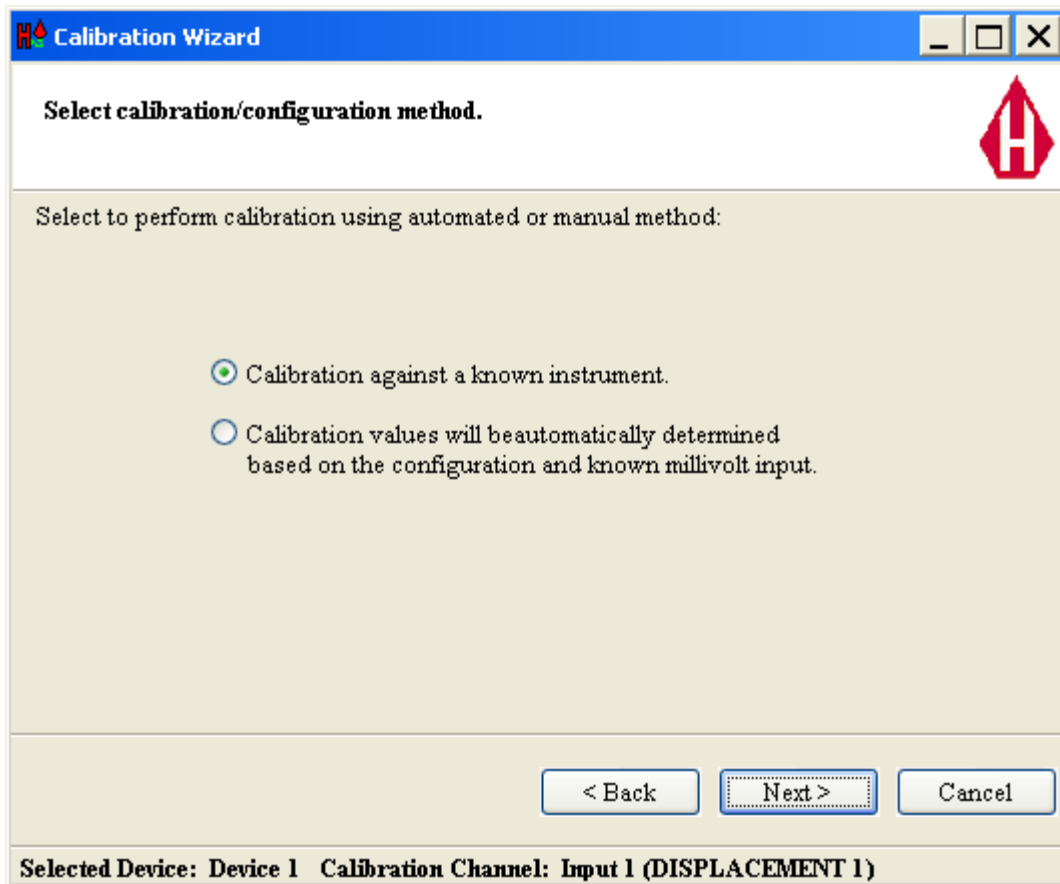 Calibration Wizard
Select calibration/configuration method.
H
Select to perform calibration using automated or manual method:
Calibration against a known instrument.
Calibration values will beautomatically determined
based on the configuration and known millivolt input.
< Back Next > Cancel
Selected Device: Device 1 Calibration Channel: Input 1 (DISPLACEMENT 1)